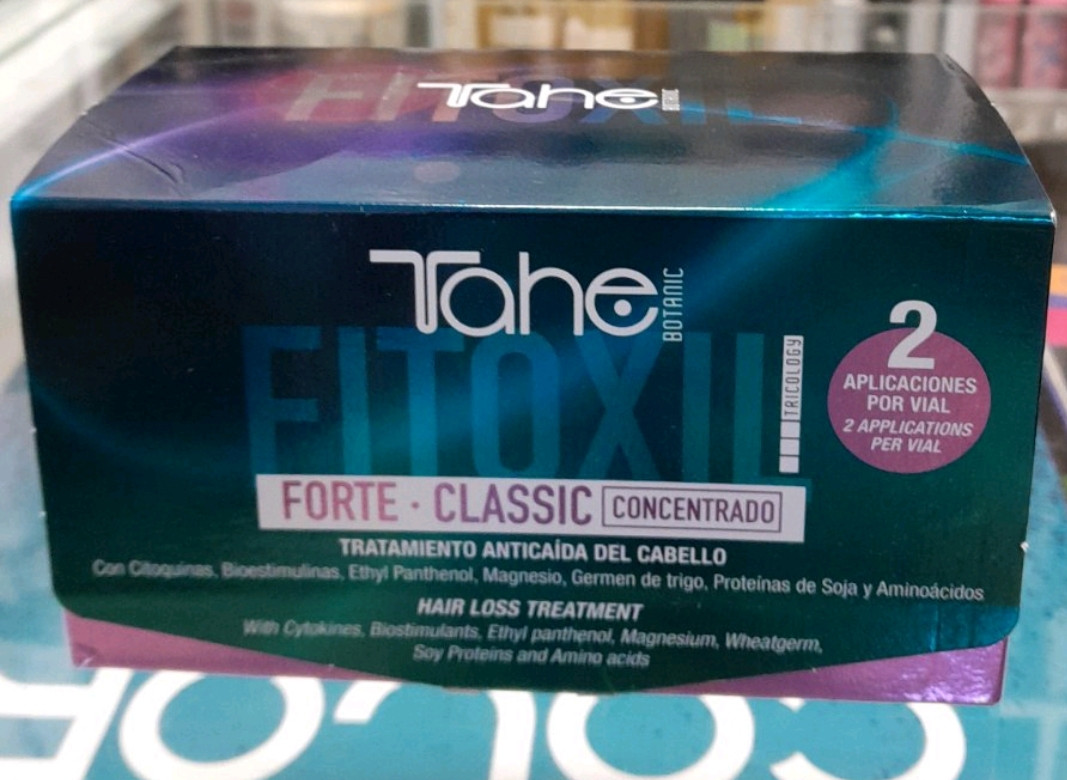 FITOXIL
Tahe BOTANIC
Tahe BOTANIC
FITOXIL TRICOLOGY
2
APLICACIONES
POR VIAL
2 APPLICATIONS
PER VIAL
FORTE · CLASSIC CONCENTRADO
TRATAMIENTO ANTICAÍDA DEL CABELLO
Con Citoquinas, Bioestimulinas, Ethyl Panthenol, Magnesio, Germen de trigo, Proteínas de Soja y Aminoácidos
HAIR LOSS TREATMENT
With Cytokines, Biostimulants, Ethyl panthenol, Magnesium, Wheatgerm,
Soy Proteins and Amino acids